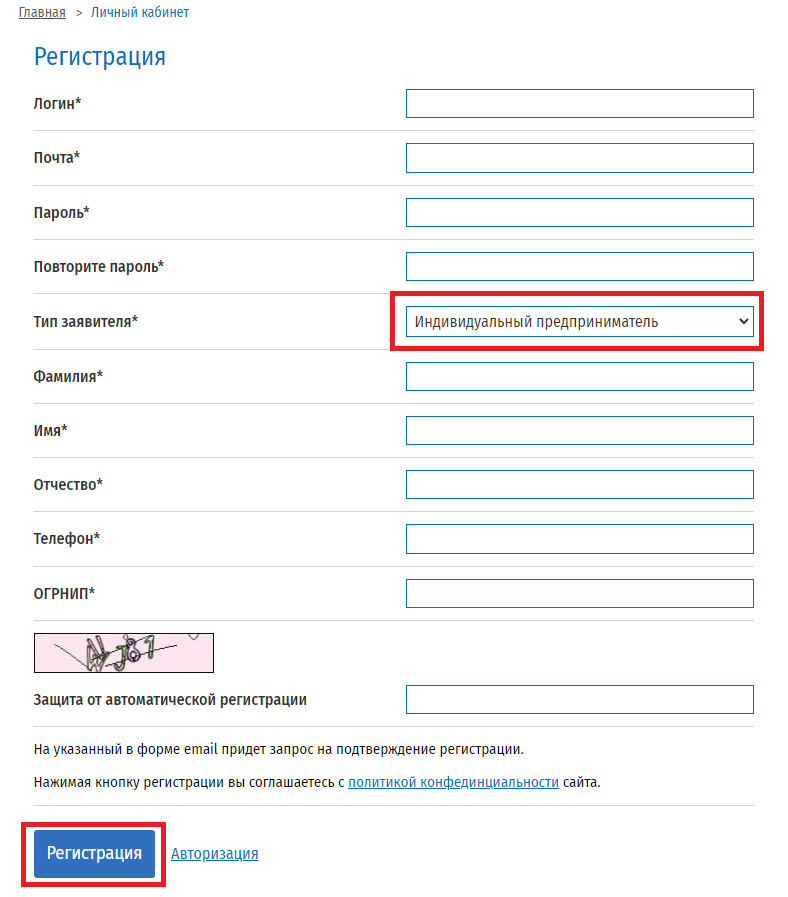 Главная > Личный кабинет
Регистрация
Логин*
Почта*
Пароль*
Повторите пароль*
Тип заявителя* Индивидуальный предприниматель
Фамилия*
Имя*
Отчество*
Телефон*
ОГРНИП*
Защита от автоматической регистрации
На указанный в форме email придет запрос на подтверждение регистрации.
Нажимая кнопку регистрации вы соглашаетесь с политикой конфединциальности сайта.
Регистрация Авторизация